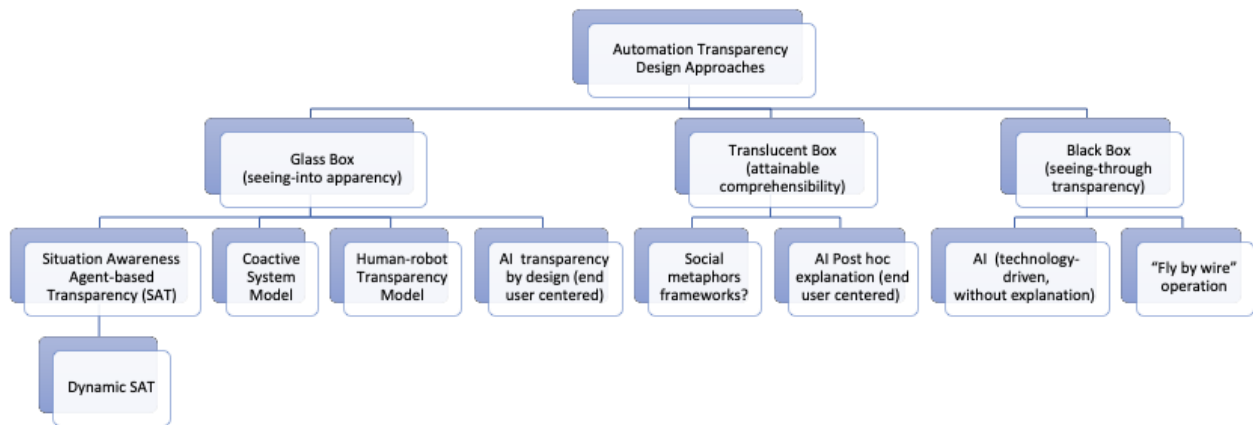 Automation Transparency
Design Approaches
Glass Box
(seeing-into apparency)
Translucent Box
(attainable
comprehensibility)
Black Box
(seeing-through
transparency)
Situation Awareness
Agent-based
Transparency (SAT)
Coactive
System
Model
Human-robot
Transparency
Model
AI transparency
by design (end
user centered)
Social
metaphors
frameworks?
AI Post hoc
explanation (end
user centered)
AI (technology-
driven,
without explanation)
“Fly by wire”
operation
Dynamic SAT